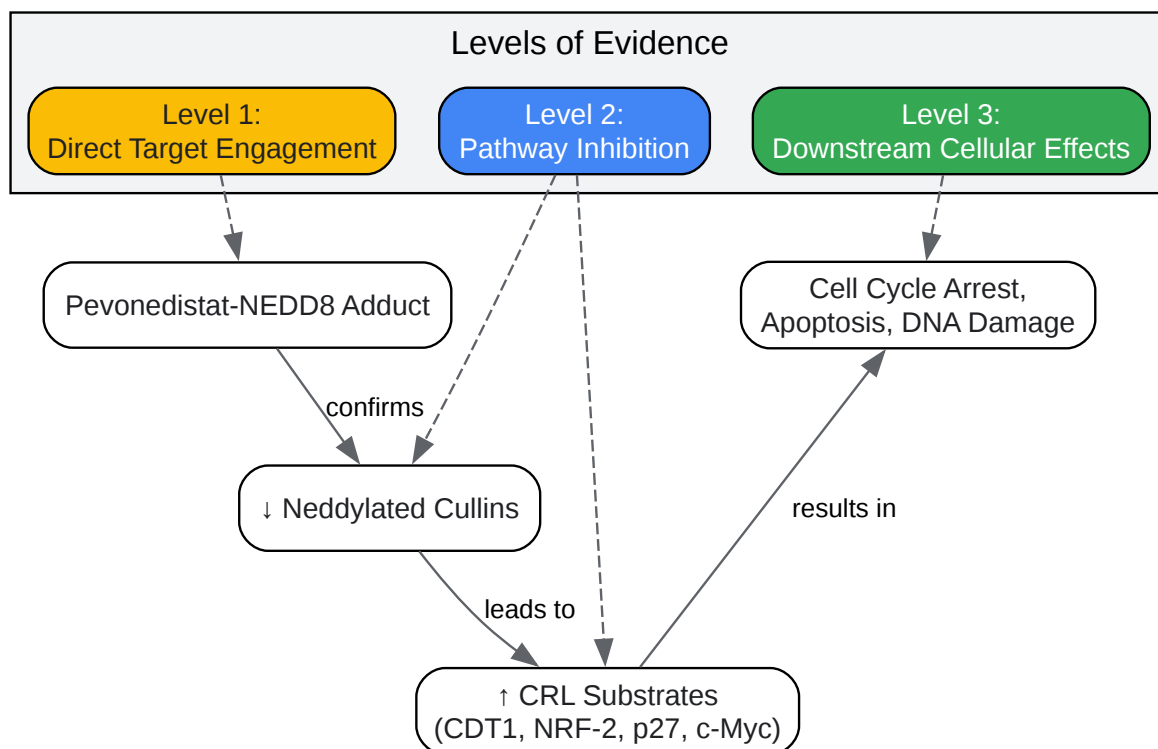 Levels of Evidence
Level 1:
Direct Target Engagement
Level 2:
Pathway Inhibition
Level 3:
Downstream Cellular Effects
Pevonedistat-NEDD8 Adduct
Cell Cycle Arrest,
Apoptosis, DNA Damage
confirms
↓ Neddylated Cullins
results in
leads to
↑ CRL Substrates
(CDT1, NRF-2, p27, c-Myc)